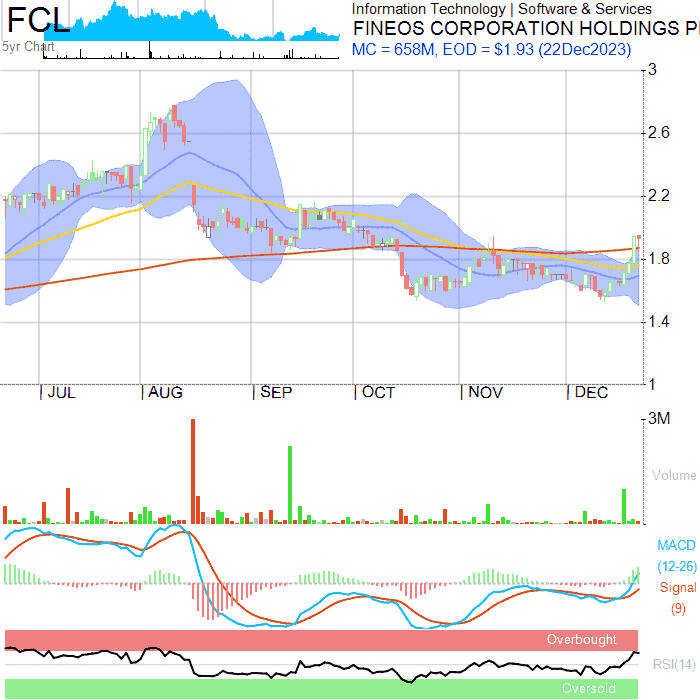 FCL
5yr Chart
Information Technology | Software & Services
FINEOS CORPORATION HOLDINGS
MC = 658M, EOD = $1.93 (22Dec2023)
3
2.6
2.2
1.8
1.4
1
JUL AUG SEP OCT NOV DEC
3M
Volume
MACD
(12-26)
Signal
(9)
Overbought
RSI(14)
Oversold